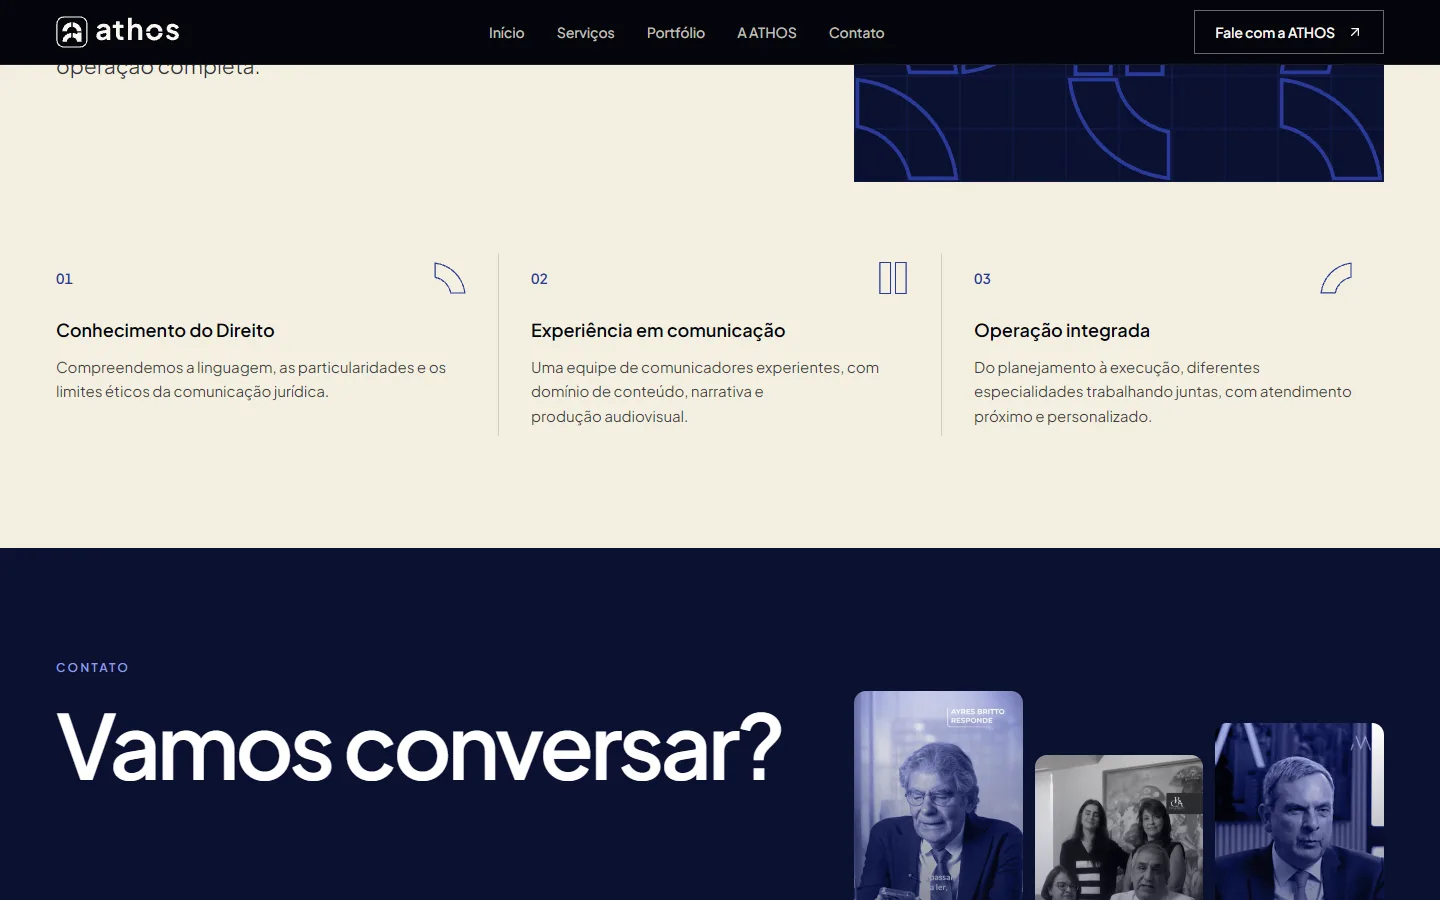 athos
Início
Serviços
Portfólio
A ATHOS
Contato
Fale com a ATHOS
operação completa.
01
Conhecimento do Direito
Compreendemos a linguagem, as particularidades e os
limites éticos da comunicação jurídica.
02
Experiência em comunicação
Uma equipe de comunicadores experientes, com
domínio de conteúdo, narrativa e
produção audiovisual.
03
Operação integrada
Do planejamento à execução, diferentes
especialidades trabalhando juntas, com atendimento
próximo e personalizado.
CONTATO
Vamos conversar?
AYRES BRITTO
RESPONDE
passar
a ler,